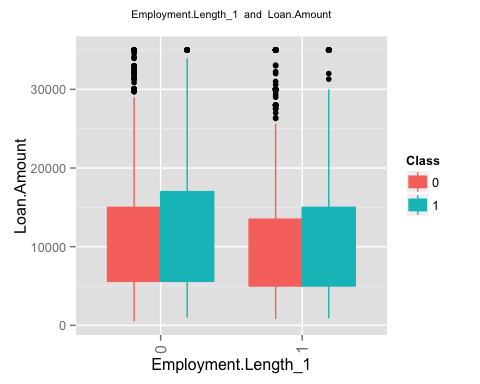 Employment.Length_1 and Loan.Amount
30000
20000
10000
0
Loan.Amount
0
1
Employment.Length_1
Class
0
1